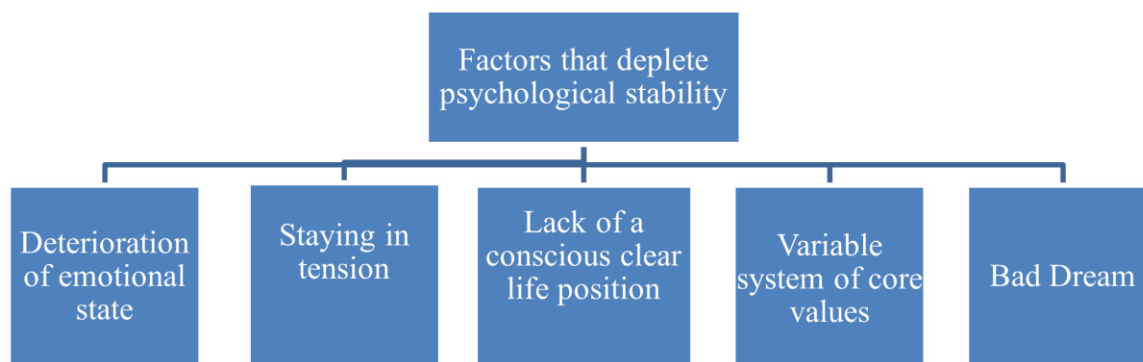 Factors that deplete
psychological stability
Deterioration
of emotional
state
Staying in
tension
Lack of a
conscious clear
life position
Variable
system of core
values
Bad Dream